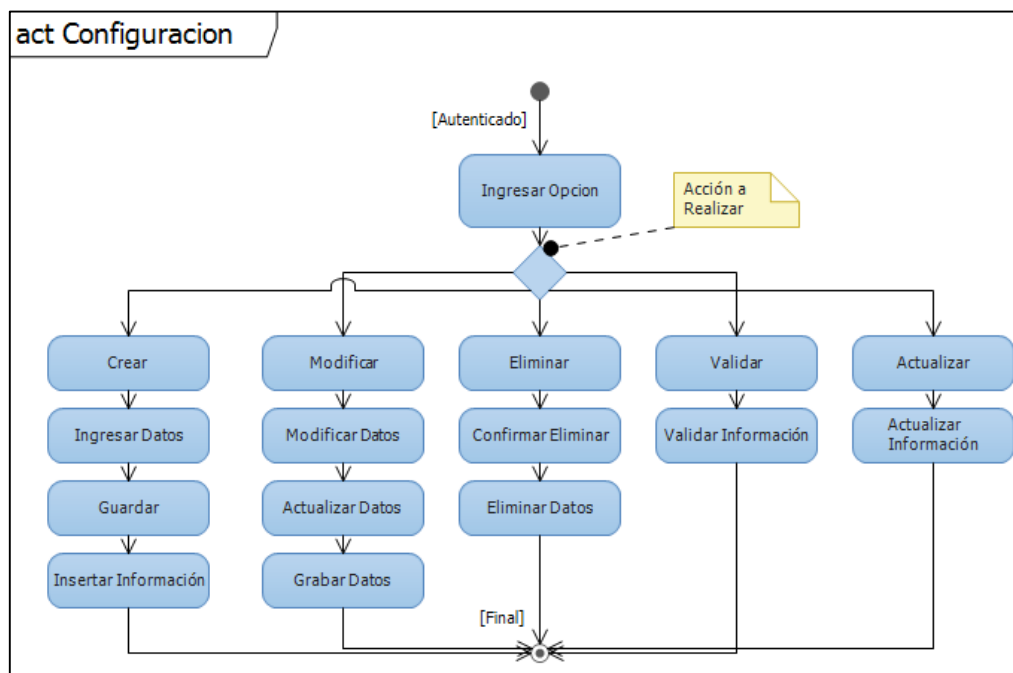 act Configuracion
[Autenticado]
Ingresar Opcion
Acción a
Realizar
Crear
Modificar
Eliminar
Validar
Actualizar
Ingresar Datos
Modificar Datos
Confirmar Eliminar
Validar Información
Actualizar
Información
Guardar
Actualizar Datos
Eliminar Datos
Insertar Información
Grabar Datos
[Final]